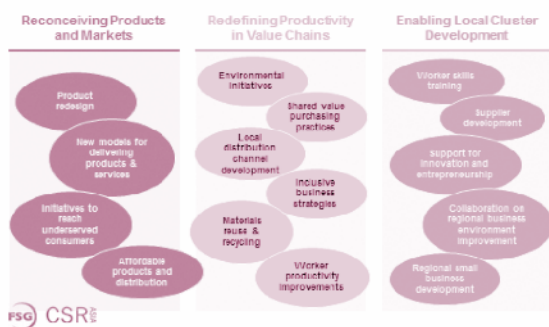 Reconceiving Products
and Markets
Product
redesign
New models for
delivering products &
services
Initiatives to
reach
underserved
consumers
Affordable
products and
distribution
Redefining Productivity
in Value Chains
Environmental
initiatives
Shared value
purchasing
practices
Local
distribution
channel
development
Inclusive
business
strategies
Materials
reuse &
recycling
Worker
productivity
improvements
Enabling Local Cluster
Development
Worker skills
training
Supplier
development
Support for
innovation and
entrepreneurship
Collaboration on
regional business
environment
improvement
Regional small
business
development
FSG CSR ASIA